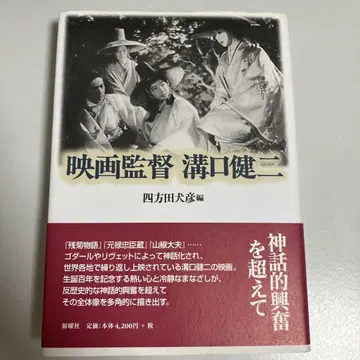 映画監督 溝口健二
四方田犬彦 編
神話的興奮
を超えて
『残菊物語』『元禄忠臣蔵』『山椒大夫』……
ゴダールやリヴェットによって神話化され、
世界各地で繰り返し上映されている溝口健二の映画。
生誕百年を記念する熱い心と冷静なまなざしが、
反歴史的な神話的興奮を超えて
その全体像を多角的に描き出す。
新曜社 定価:本体4,200円+税